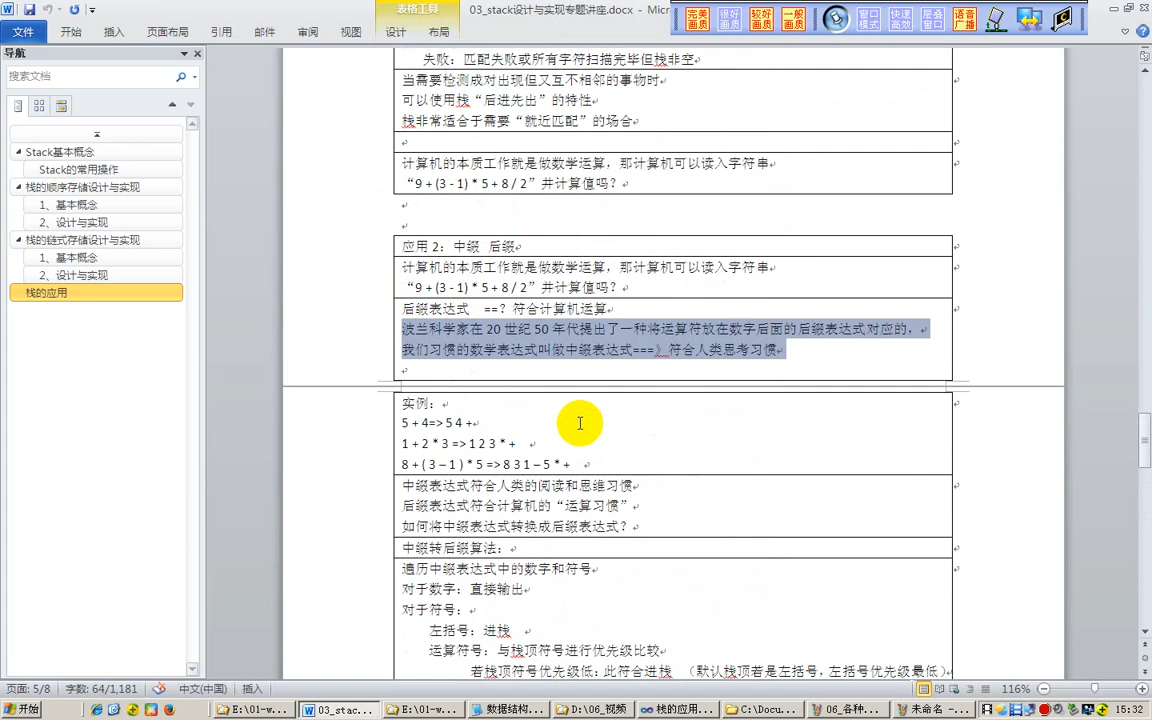 03_stack设计与实现专题讲座.docx - Micr
表格工具
完美画质 很好画质 较好画质 一般画质 窗口模式 快速高效 层叠窗口 语音广播
文件 开始 插入 页面布局 引用 邮件 审阅 视图 设计 布局
导航
搜索文档
Stack基本概念
Stack的常用操作
栈的顺序存储设计与实现
1、基本概念
2、设计与实现
栈的链式存储设计与实现
1、基本概念
2、设计与实现
栈的应用
失败：匹配失败或所有字符扫描完毕但栈非空
当需要检测成对出现但又互不相邻的事物时
可以使用栈“后进先出”的特性
栈非常适合于需要“就近匹配”的场合
计算机的本质工作就是做数学运算，那计算机可以读入字符串
“9 + (3 - 1) * 5 + 8 / 2”并计算值吗？
应用 2：中缀 后缀
计算机的本质工作就是做数学运算，那计算机可以读入字符串
“9 + (3 - 1) * 5 + 8 / 2”并计算值吗？
后缀表达式 ==？符合计算机运算
波兰科学家在 20 世纪 50 年代提出了一种将运算符放在数字后面的后缀表达式对应的，
我们习惯的数学表达式叫做中缀表达式===》符合人类思考习惯
实例：
5 + 4=> 5 4 +
1 + 2 * 3 => 1 2 3 * +
8 + ( 3 – 1 ) * 5 => 8 3 1 – 5 * +
中缀表达式符合人类的阅读和思维习惯
后缀表达式符合计算机的“运算习惯”
如何将中缀表达式转换成后缀表达式？
中缀转后缀算法：
遍历中缀表达式中的数字和符号
对于数字：直接输出
对于符号：
左括号：进栈
运算符号：与栈顶符号进行优先级比较
若栈顶符号优先级低：此符合进栈 （默认栈顶若是左括号，左括号优先级最低）
页面: 5/8 字数: 64/1,181 中文(中国) 插入 116%
开始 E:\01-w... 03_stac... E:\01-w... 数据结构... D:\06_视频 栈的应用... C:\Docu... 06_各种... 未命名 -... 15:32